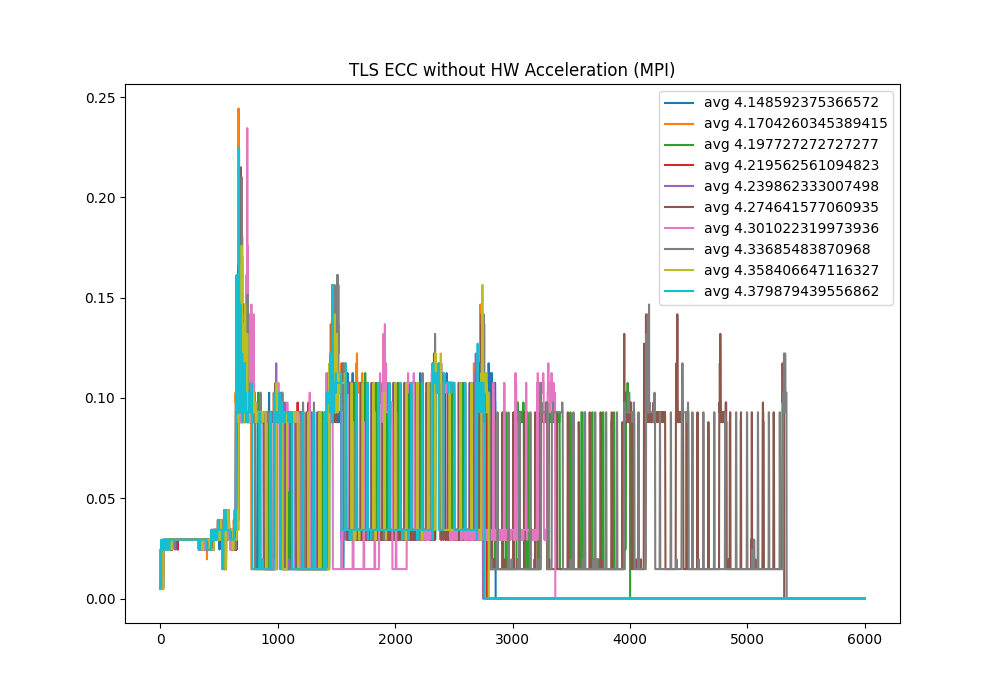 TLS ECC without HW Acceleration (MPI)
0.25
0.20
0.15
0.10
0.05
0.00
avg 4.148592375366572
avg 4.1704260345389415
avg 4.197727272727277
avg 4.219562561094823
avg 4.239862333007498
avg 4.274641577060935
avg 4.301022319973936
avg 4.33685483870968
avg 4.358406647116327
avg 4.379879439556862
0 1000 2000 3000 4000 5000 6000